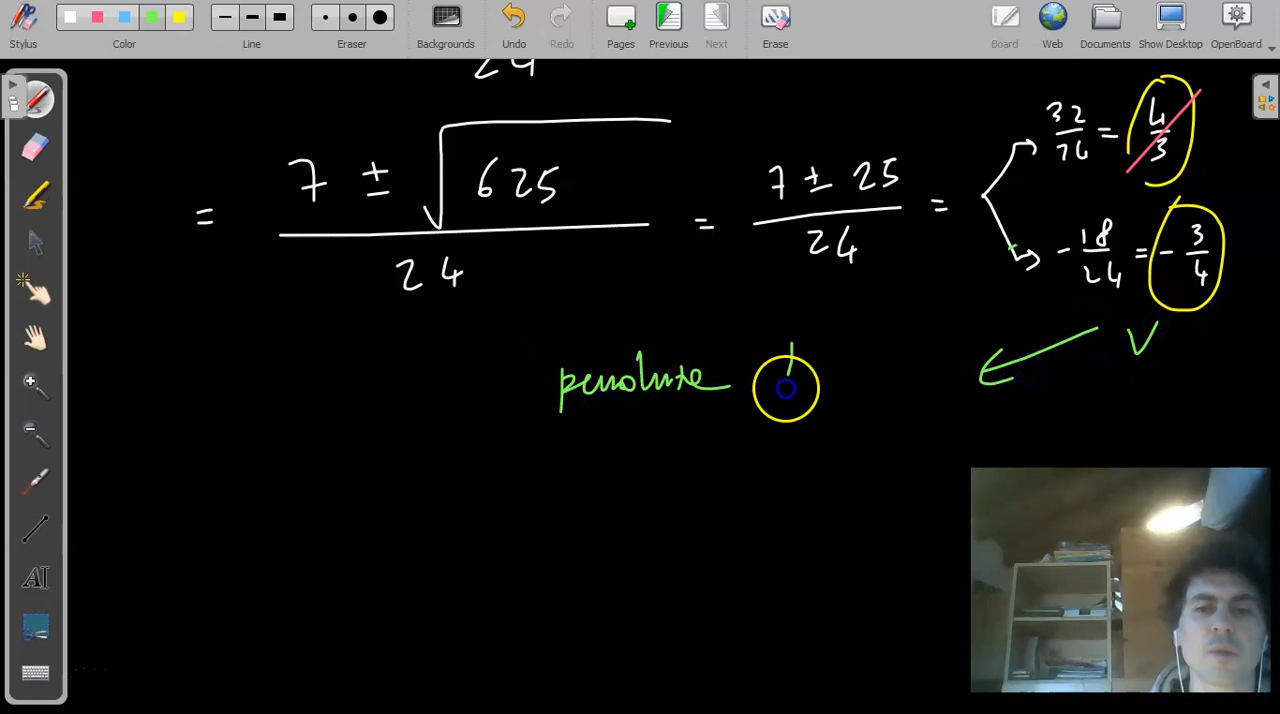 Stylus Color Line Eraser Backgrounds Undo Redo Pages Previous Next Erase Board Web Documents Show Desktop OpenBoard
24
= 7 ± √625 / 24 = 7 ± 25 / 24 =
32/24 = 4/3
- 18/24 = - 3/4
V